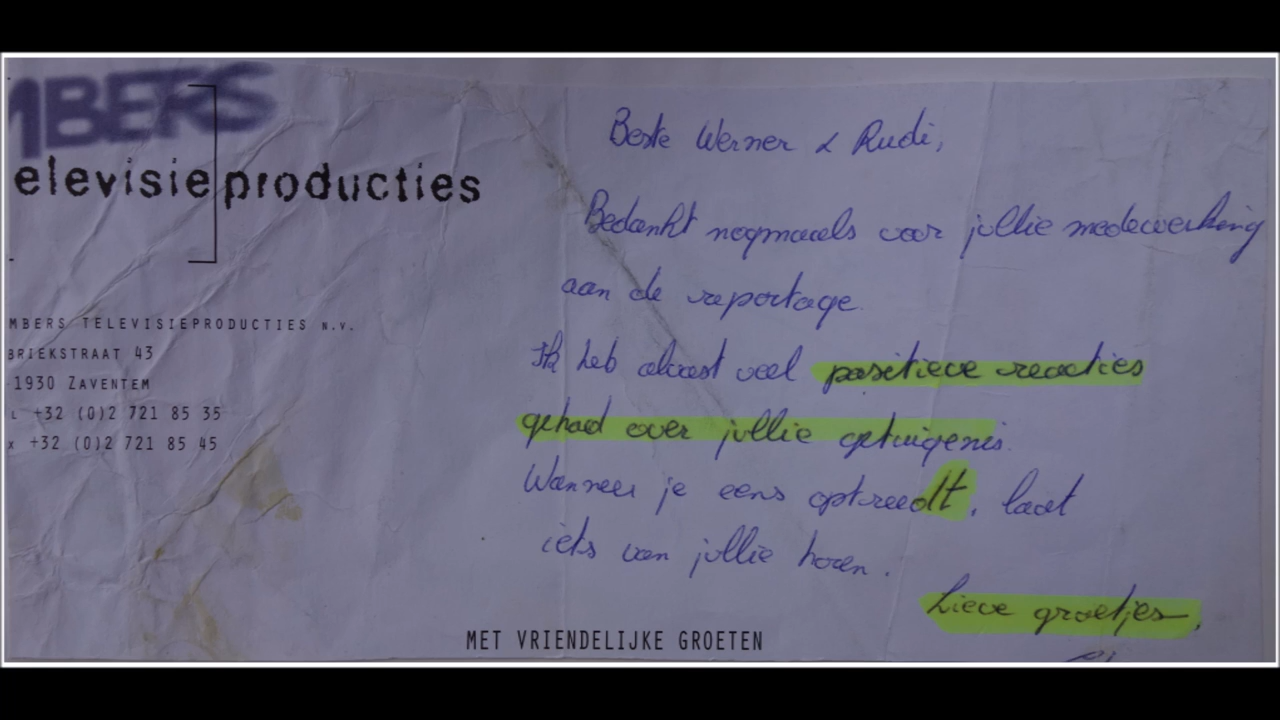 MBERS
elevisie producties
MBERS TELEVISIEPRODUCTIES N.V.
BRIEKSTRAAT 43
-1930 ZAVENTEM
L +32 (0)2 721 85 35
X +32 (0)2 721 85 45
Beste Werner & Rudi,
Bedankt nogmaals voor jullie medewerking
aan de reportage.
Ik heb alvast veel positieve reacties
gehad over jullie getuigenis.
Wanneer je eens optreedt, laat
iets van jullie horen.
Lieve groetjes,
MET VRIENDELIJKE GROETEN